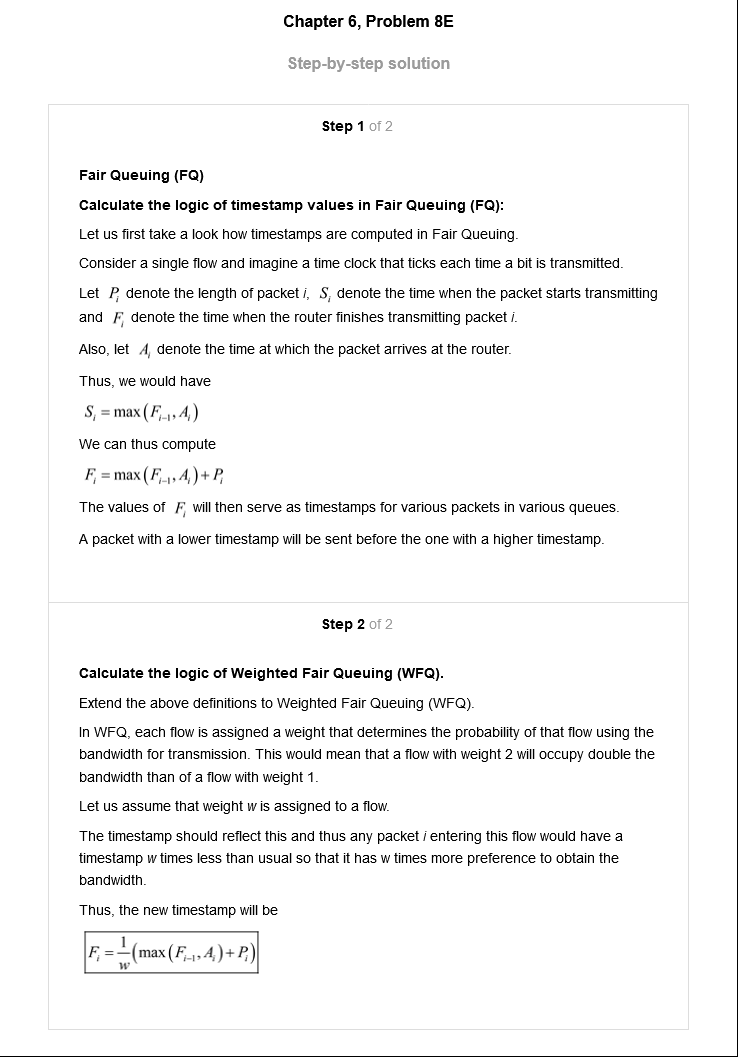 Chapter 6, Problem 8E
Step-by-step solution
Step 1 of 2
Fair Queuing (FQ)
Calculate the logic of timestamp values in Fair Queuing (FQ):
Let us first take a look how timestamps are computed in Fair Queuing.
Consider a single flow and imagine a time clock that ticks each time a bit is transmitted.
Let P_i denote the length of packet i, S_i denote the time when the packet starts transmitting
and F_i denote the time when the router finishes transmitting packet i.
Also, let A_i denote the time at which the packet arrives at the router.
Thus, we would have
S_i = max(F_{i-1}, A_i)
We can thus compute
F_i = max(F_{i-1}, A_i) + P_i
The values of F_i will then serve as timestamps for various packets in various queues.
A packet with a lower timestamp will be sent before the one with a higher timestamp.
Step 2 of 2
Calculate the logic of Weighted Fair Queuing (WFQ).
Extend the above definitions to Weighted Fair Queuing (WFQ).
In WFQ, each flow is assigned a weight that determines the probability of that flow using the
bandwidth for transmission. This would mean that a flow with weight 2 will occupy double the
bandwidth than of a flow with weight 1.
Let us assume that weight w is assigned to a flow.
The timestamp should reflect this and thus any packet i entering this flow would have a
timestamp w times less than usual so that it has w times more preference to obtain the
bandwidth.
Thus, the new timestamp will be
F_i = 1/w (max(F_{i-1}, A_i) + P_i)